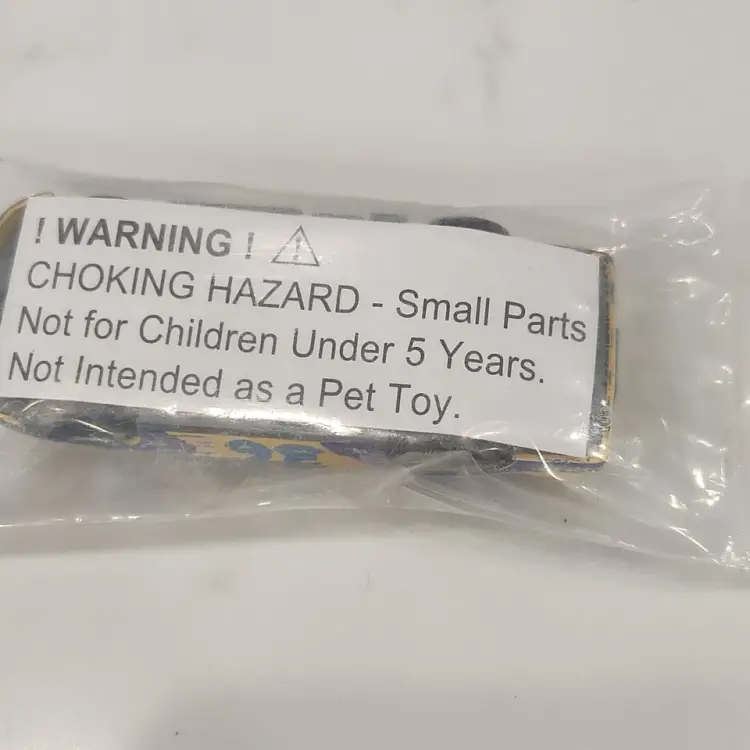 ! WARNING ! ⚠
CHOKING HAZARD - Small Parts
Not for Children Under 5 Years.
Not Intended as a Pet Toy.